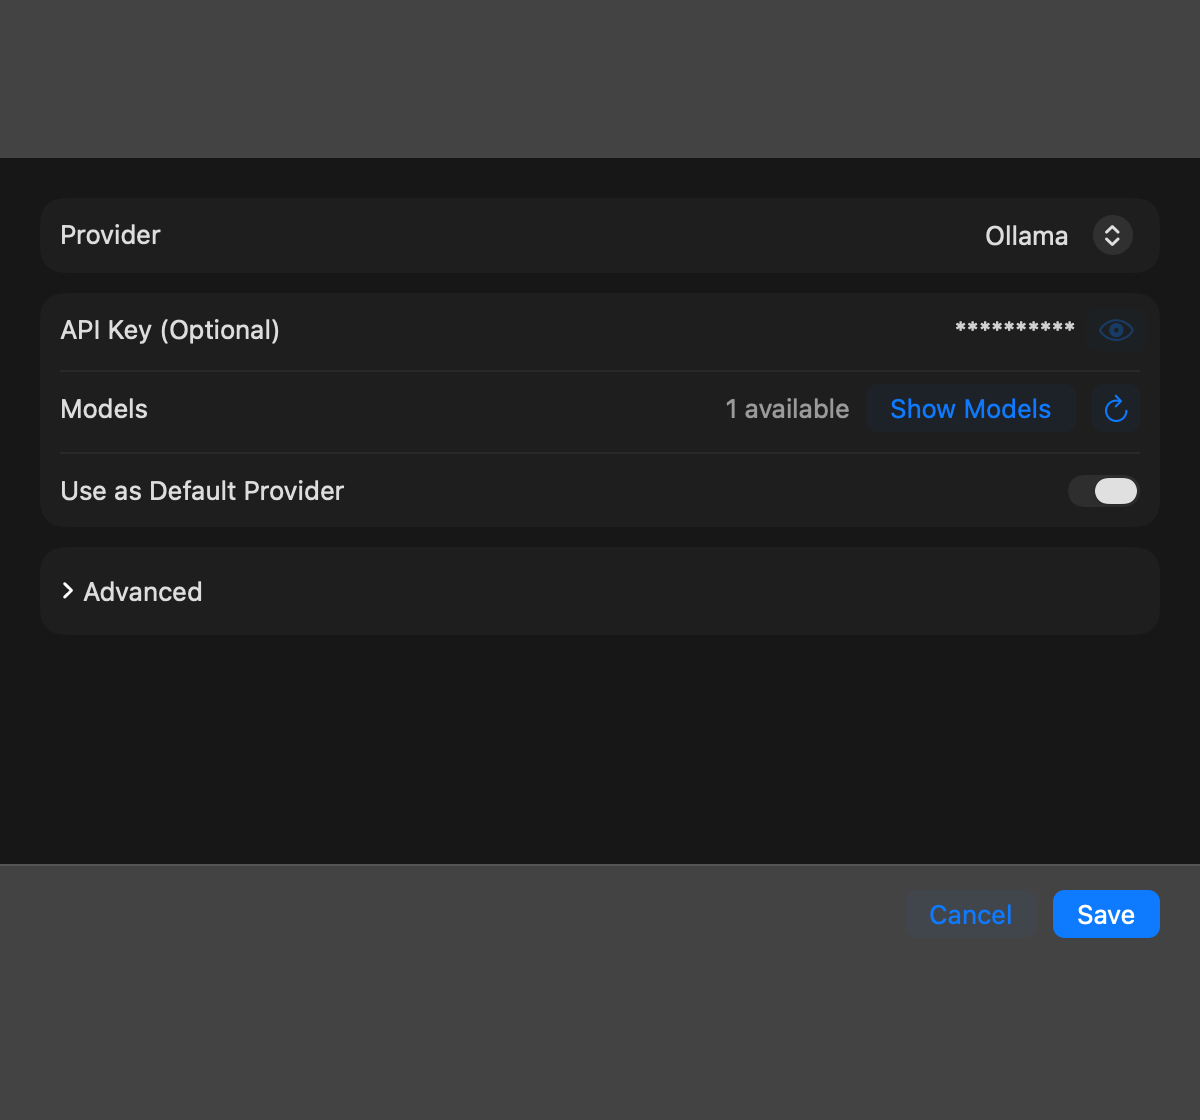 Provider Ollama
API Key (Optional) **********
Models 1 available Show Models
Use as Default Provider
Advanced
Cancel Save